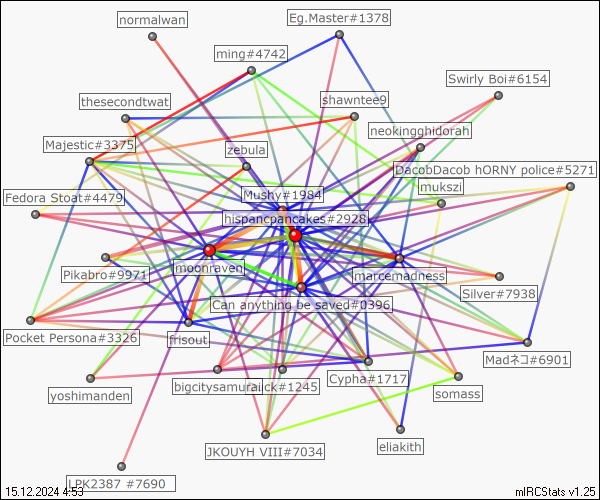 normalwan
Eg.Master#1378
ming#4742
Swirly Boi#6154
thesecondtwat
shawntee9
neokingghidorah
Majestic#3375
zebula
DacobDacob hORNY police#5271
Mushy#1984
mukszi
Fedora Stoat#4479
hispancpancakes#2928
moonraven
marcemadness
Pikabro#9971
Silver#7938
Can anything be saved#0396
Pocket Persona#3326
frisout
Madネコ#6901
bigcitysamurai
ick#1245
Cypha#1717
yoshimanden
somass
JKOUYH VIII#7034
eliakith
LPK2387 #7690
15.12.2024 4:53
mIRCStats v1.25